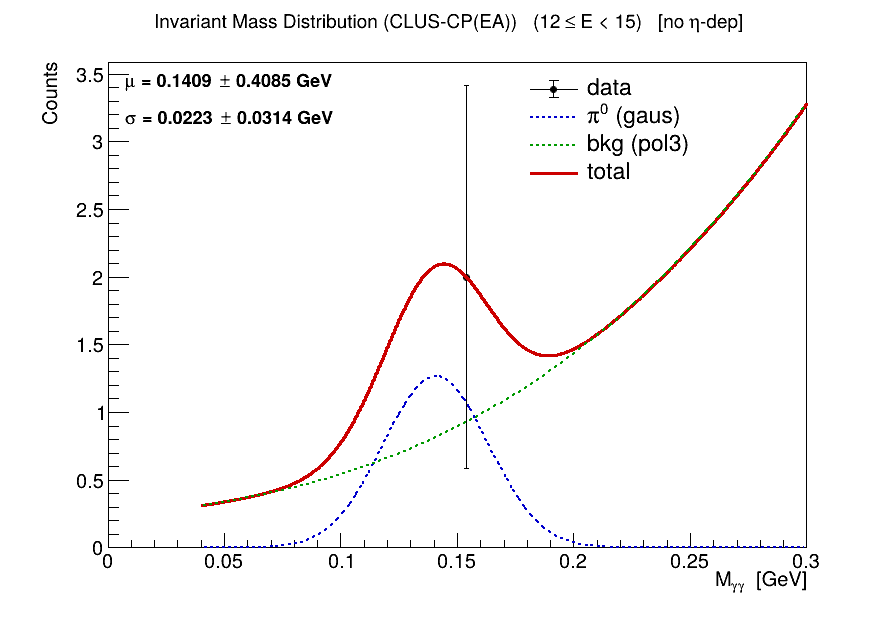 Invariant Mass Distribution (CLUS-CP(EA)) (12 ≤ E < 15) [no η-dep]
Counts
μ = 0.1409 ± 0.4085 GeV
σ = 0.0223 ± 0.0314 GeV
data
π⁰ (gaus)
bkg (pol3)
total
3.5
3
2.5
2
1.5
1
0.5
0
0 0.05 0.1 0.15 0.2 0.25 0.3
M_γγ [GeV]